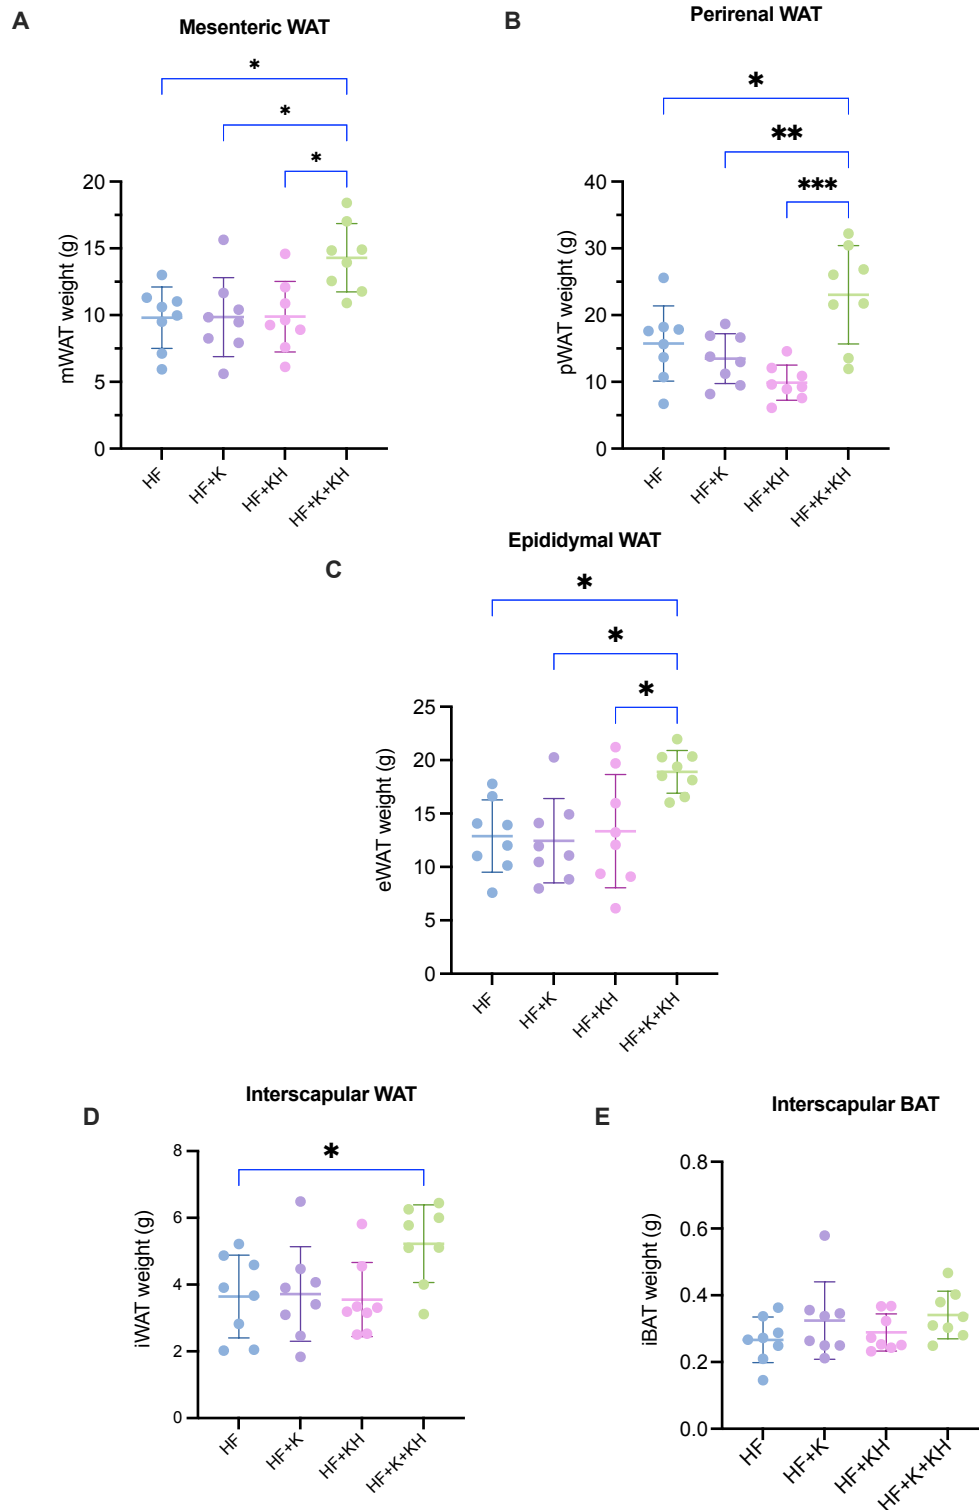 A
Mesenteric WAT
*
*
*
mWAT weight (g)
20
15
10
5
0
HF
HF+K
HF+KH
HF+K+KH
B
Perirenal WAT
*
**
***
pWAT weight (g)
40
30
20
10
0
HF
HF+K
HF+KH
HF+K+KH
C
Epididymal WAT
*
*
*
eWAT weight (g)
25
20
15
10
5
0
HF
HF+K
HF+KH
HF+K+KH
D
Interscapular WAT
*
iWAT weight (g)
8
6
4
2
0
HF
HF+K
HF+KH
HF+K+KH
E
Interscapular BAT
iBAT weight (g)
0.8
0.6
0.4
0.2
0.0
HF
HF+K
HF+KH
HF+K+KH